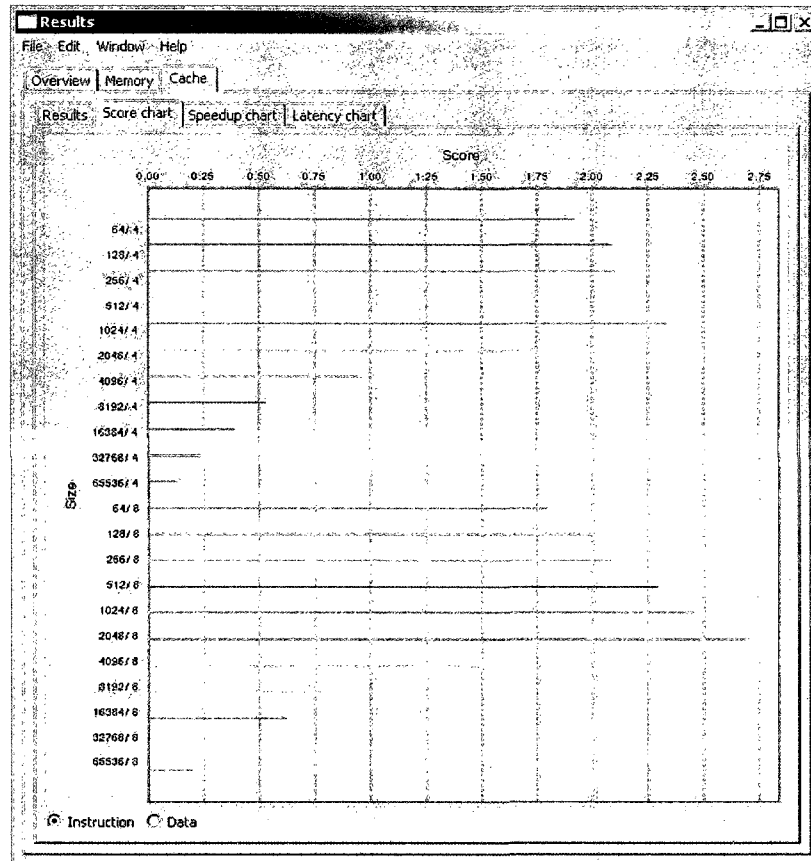 Results
File Edit Window Help
Overview Memory Cache
Results Score chart Speedup chart Latency chart
Score
0.00 0.25 0.50 0.75 1.00 1.25 1.50 1.75 2.00 2.25 2.50 2.75
Size
64/ 4
128/ 4
256/ 4
512/ 4
1024/ 4
2048/ 4
4096/ 4
8192/ 4
16384/ 4
32768/ 4
65536/ 4
64/ 8
128/ 8
256/ 8
512/ 8
1024/ 8
2048/ 8
4096/ 8
8192/ 8
16384/ 8
32768/ 8
65536/ 8
Instruction Data